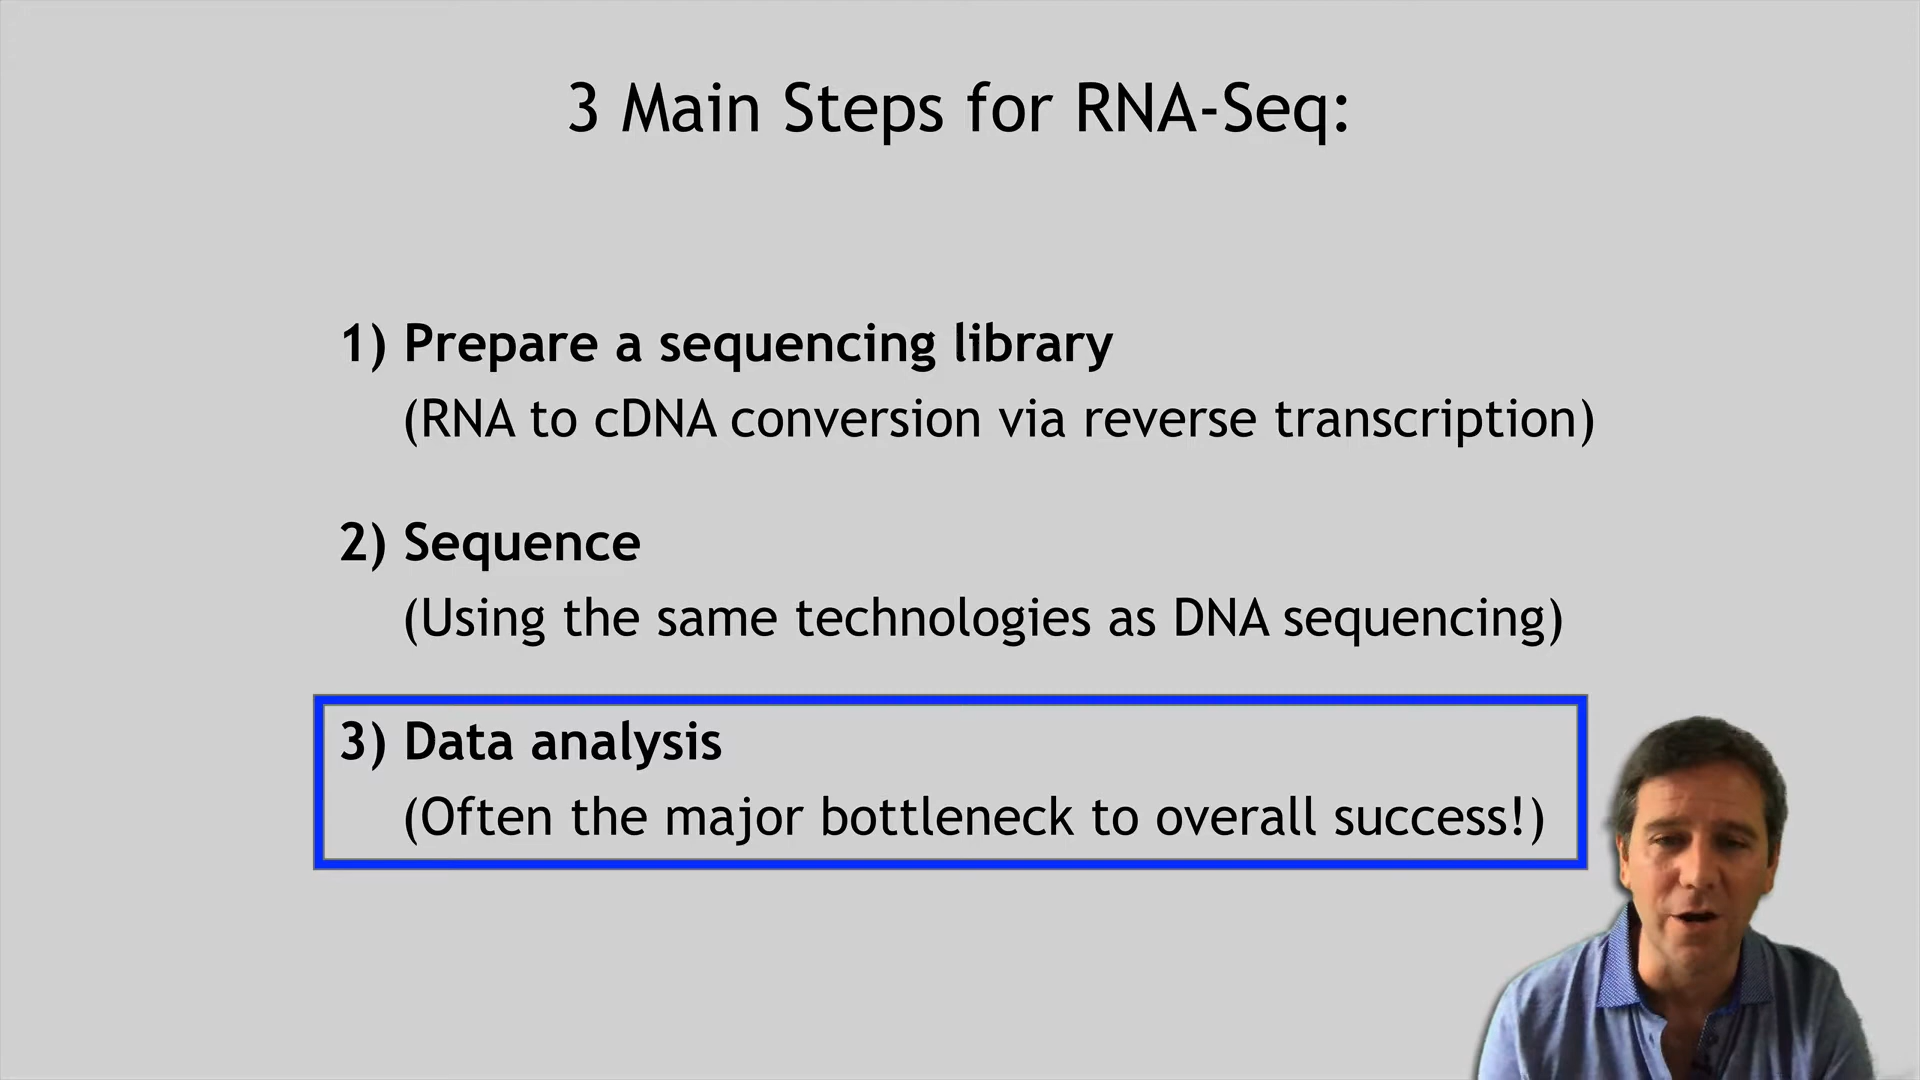 3 Main Steps for RNA-Seq:
1) Prepare a sequencing library
(RNA to cDNA conversion via reverse transcription)
2) Sequence
(Using the same technologies as DNA sequencing)
3) Data analysis
(Often the major bottleneck to overall success!)